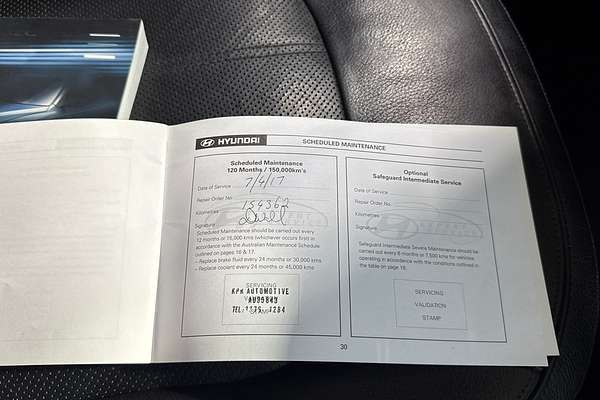 HYUNDAI
SCHEDULED MAINTENANCE
Scheduled Maintenance
120 Months / 150,000km's
Date of Service 7/4/17
Repair Order No.
Kilometres 154362
Signature
Scheduled Maintenance should be carried out every
12 months or 15,000 kms (whichever occurs first) in
accordance with the Australian Maintenance Schedule
outlined on pages 16 & 17.
– Replace brake fluid every 24 months or 30,000 kms
– Replace coolant every 24 months or 45,000 kms
SERVICING
KPK AUTOMOTIVE
STAMP
Optional
Safeguard Intermediate Service
Date of Service
Repair Order No.
Kilometres
Signature
Safeguard Intermediate Severe Maintenance should be
carried out every 6 months or 7,500 kms for vehicles
operating in accordance with the conditions outlined in
the table on page 18.
SERVICING
VALIDATION
STAMP
30